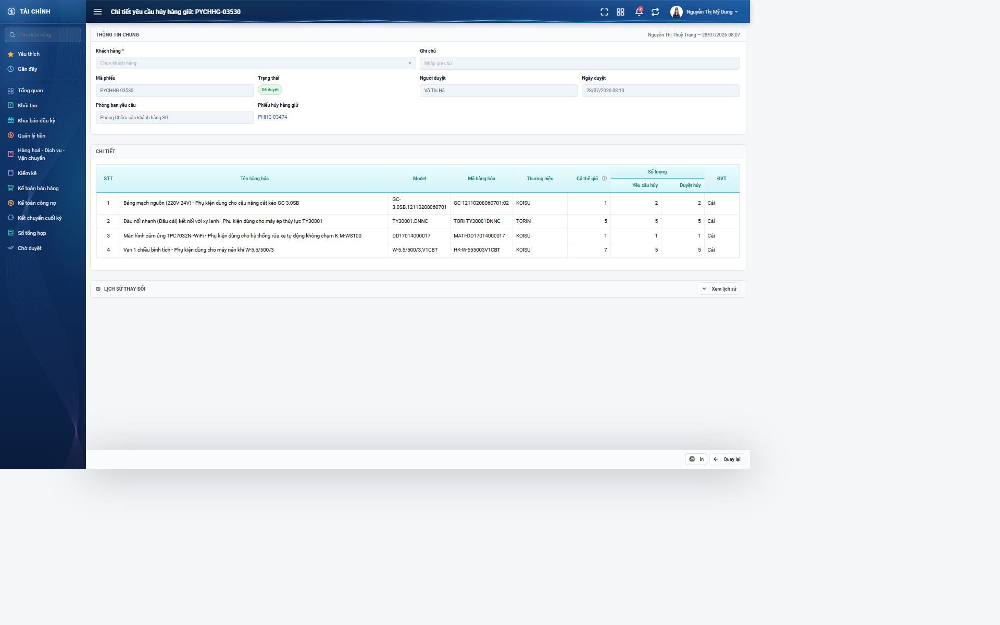 TÀI CHÍNH
Chi tiết yêu cầu hủy hàng giữ: PYCHHG-03530
7
Nguyễn Thị Mỹ Dung
Tìm chức năng...
Yêu thích
Gần đây
Tổng quan
Khởi tạo
Khai báo đầu kỳ
Quản lý tiền
Hàng hoá - Dịch vụ -
Vận chuyển
Kiểm kê
Kế toán bán hàng
Kế toán công nợ
Kết chuyển cuối kỳ
Sổ tổng hợp
Chờ duyệt
THÔNG TIN CHUNG
Nguyễn Thị Thuỳ Trang — 28/07/2026 08:07
Khách hàng *
Ghi chú
Chọn khách hàng
Nhập ghi chú
Mã phiếu
Trạng thái
Người duyệt
Ngày duyệt
PYCHHG-03530
Đã duyệt
Võ Thị Hà
28/07/2026 08:10
Phòng ban yêu cầu
Phiếu hủy hàng giữ
Phòng Chăm sóc khách hàng SG
PHHG-03474
CHI TIẾT
STT
Tên hàng hóa
Model
Mã hàng hóa
Thương hiệu
Có thể giữ
Số lượng
Yêu cầu hủy
Duyệt hủy
ĐVT
1 Bảng mạch nguồn (220V-24V) - Phụ kiện dùng cho cầu nâng cắt kéo GC-3.0SB GC-3.0SB.12110208060701 GC-12110208060701:02 KOISU 1 2 2 Cái
2 Đầu nối nhanh (Đầu cái) kết nối với xy lanh - Phụ kiện dùng cho máy ép thủy lực TY30001 TY30001.DNNC TORI-TY30001DNNC TORIN 5 5 5 Cái
3 Màn hình cảm ứng TPC7032Ni-WiFi - Phụ kiện dùng cho hệ thống rửa xe tự động không chạm K.M-WS100 DD17014000017 MATI-DD17014000017 KOISU 1 1 1 Cái
4 Van 1 chiều bình tích - Phụ kiện dùng cho máy nén khí W-5.5/500/3 W-5.5/500/3.V1CBT HK-W-555003V1CBT KOISU 7 5 5 Cái
LỊCH SỬ THAY ĐỔI
Xem lịch sử
In
Quay lại